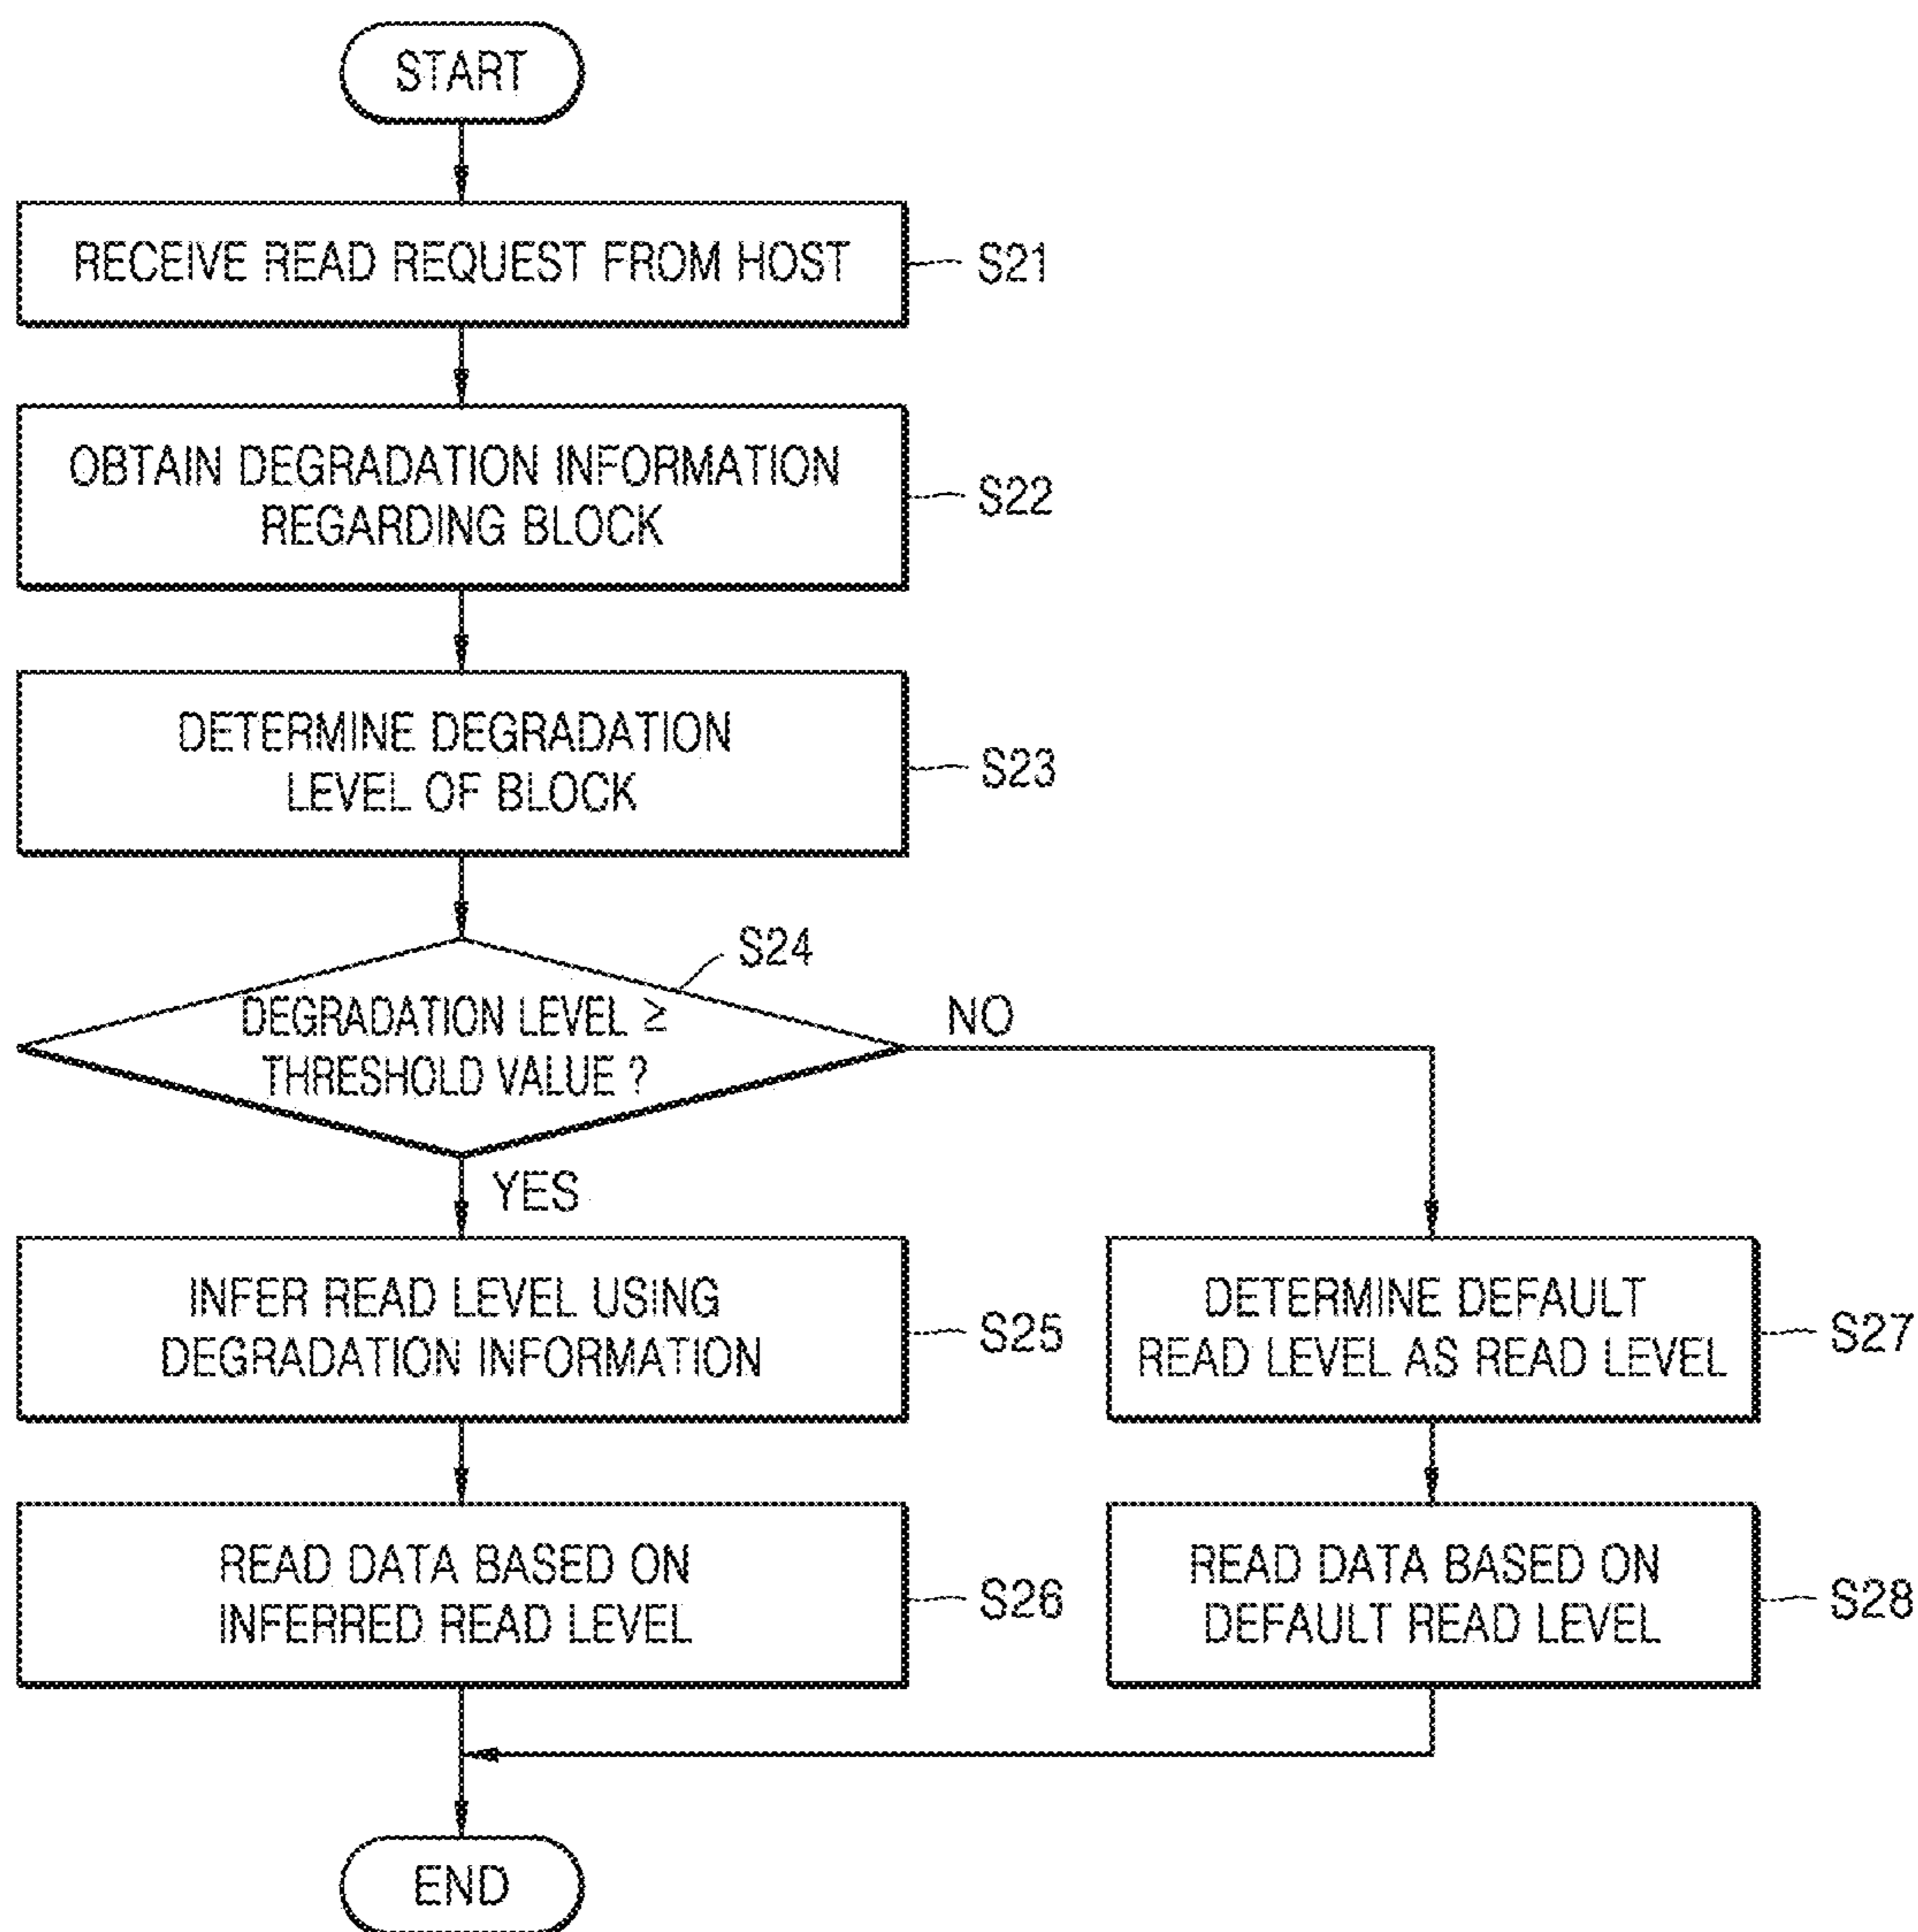 START
RECEIVE READ REQUEST FROM HOST
S21
OBTAIN DEGRADATION INFORMATION
REGARDING BLOCK
S22
DETERMINE DEGRADATION
LEVEL OF BLOCK
S23
S24
DEGRADATION LEVEL ≥
THRESHOLD VALUE ?
NO
YES
INFER READ LEVEL USING
DEGRADATION INFORMATION
S25
DETERMINE DEFAULT
READ LEVEL AS READ LEVEL
S27
READ DATA BASED ON
INFERRED READ LEVEL
S26
READ DATA BASED ON
DEFAULT READ LEVEL
S28
END